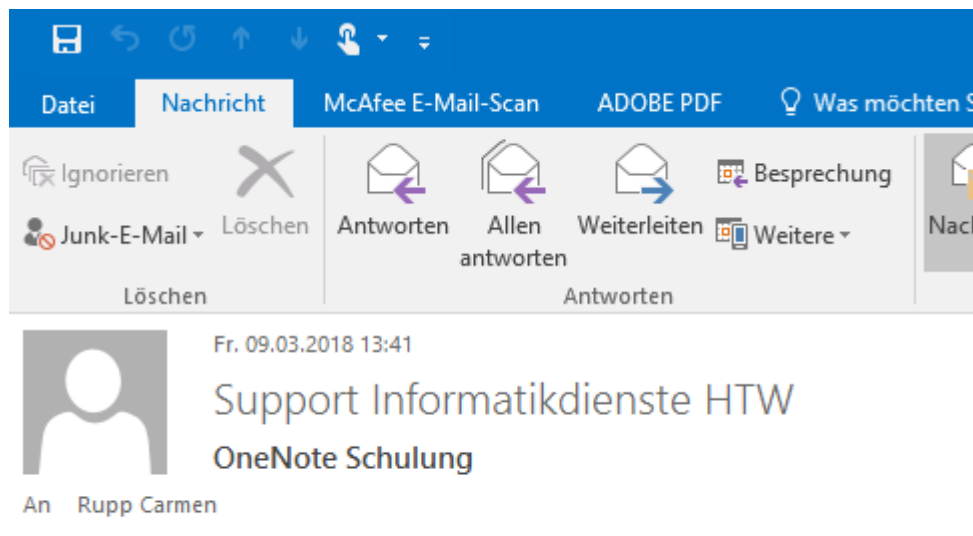 Datei Nachricht McAfee E-Mail-Scan ADOBE PDF Was möchten S
Ignorieren
Junk-E-Mail
Löschen
Antworten
Allen
antworten
Weiterleiten
Besprechung
Weitere
Nach
Löschen Antworten
Fr. 09.03.2018 13:41
Support Informatikdienste HTW
OneNote Schulung
An Rupp Carmen